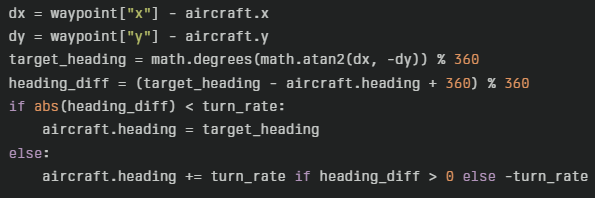 dx = waypoint["x"] - aircraft.x
dy = waypoint["y"] - aircraft.y
target_heading = math.degrees(math.atan2(dx, -dy)) % 360
heading_diff = (target_heading - aircraft.heading + 360) % 360
if abs(heading_diff) < turn_rate:
    aircraft.heading = target_heading
else:
    aircraft.heading += turn_rate if heading_diff > 0 else -turn_rate